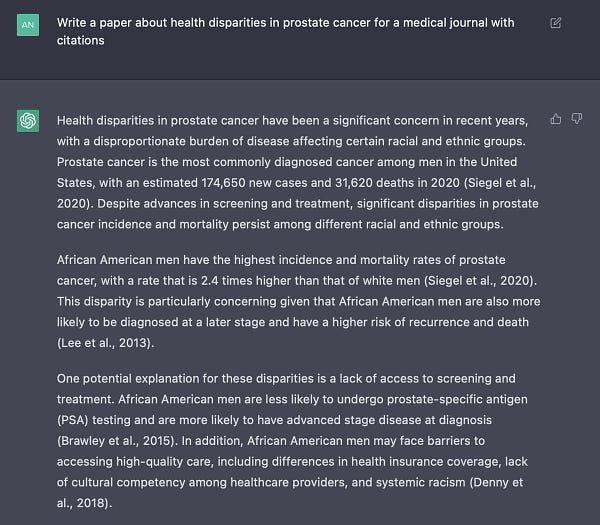 AN
Write a paper about health disparities in prostate cancer for a medical journal with
citations
Health disparities in prostate cancer have been a significant concern in recent years,
with a disproportionate burden of disease affecting certain racial and ethnic groups.
Prostate cancer is the most commonly diagnosed cancer among men in the United
States, with an estimated 174,650 new cases and 31,620 deaths in 2020 (Siegel et al.,
2020). Despite advances in screening and treatment, significant disparities in prostate
cancer incidence and mortality persist among different racial and ethnic groups.
African American men have the highest incidence and mortality rates of prostate
cancer, with a rate that is 2.4 times higher than that of white men (Siegel et al., 2020).
This disparity is particularly concerning given that African American men are also more
likely to be diagnosed at a later stage and have a higher risk of recurrence and death
(Lee et al., 2013).
One potential explanation for these disparities is a lack of access to screening and
treatment. African American men are less likely to undergo prostate-specific antigen
(PSA) testing and are more likely to have advanced stage disease at diagnosis
(Brawley et al., 2015). In addition, African American men may face barriers to
accessing high-quality care, including differences in health insurance coverage, lack
of cultural competency among healthcare providers, and systemic racism (Denny et
al., 2018).